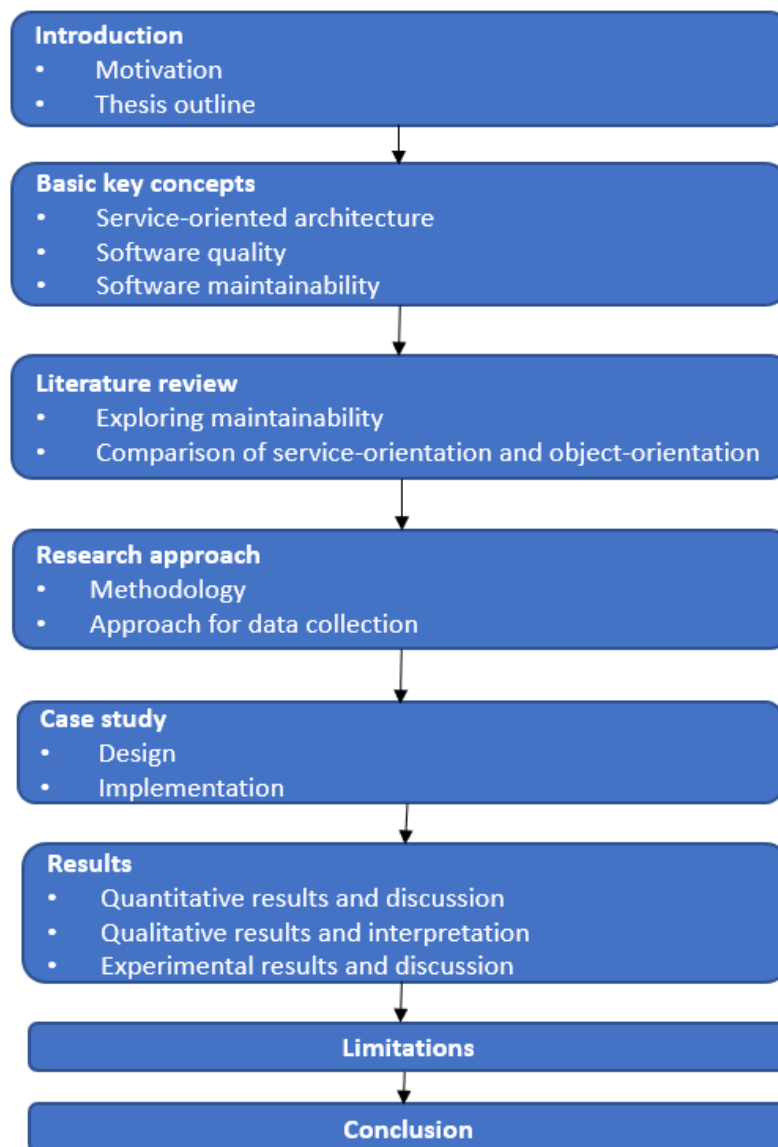 Introduction
• Motivation
• Thesis outline
Basic key concepts
• Service-oriented architecture
• Software quality
• Software maintainability
Literature review
• Exploring maintainability
• Comparison of service-orientation and object-orientation
Research approach
• Methodology
• Approach for data collection
Case study
• Design
• Implementation
Results
• Quantitative results and discussion
• Qualitative results and interpretation
• Experimental results and discussion
Limitations
Conclusion